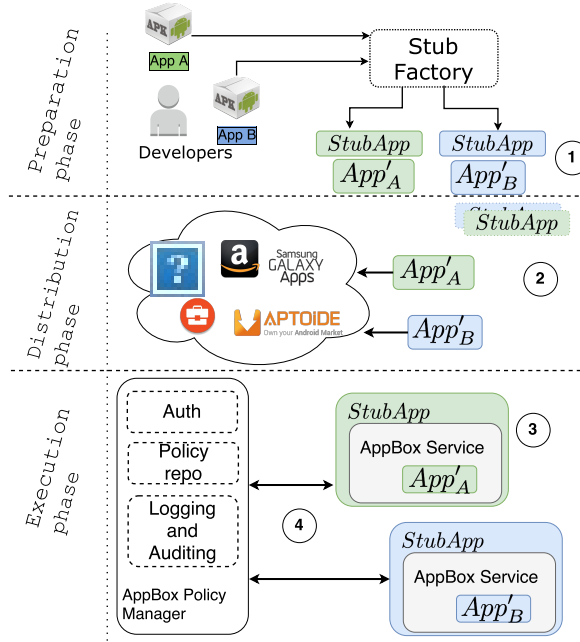 Preparation
phase
APK
App A
APK
App B
Developers
Stub
Factory
StubApp
App′A
StubApp
App′B
1
Distribution
phase
StubApp
StubApp
?
a
Samsung
GALAXY
Apps
APTOIDE
Own your Android Market
App′A
App′B
2
Execution
phase
Auth
Policy
repo
Logging
and
Auditing
AppBox Policy
Manager
StubApp
AppBox Service
App′A
3
4
StubApp
AppBox Service
App′B